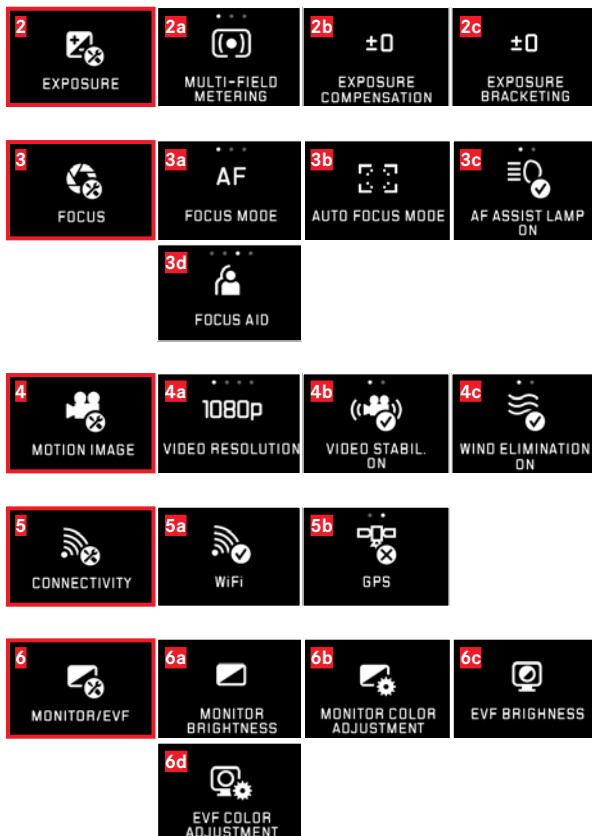 2
EXPOSURE
2a
MULTI-FIELD
METERING
2b
±0
EXPOSURE
COMPENSATION
2c
±0
EXPOSURE
BRACKETING
3
FOCUS
3a
AF
FOCUS MODE
3b
AUTO FOCUS MODE
3c
AF ASSIST LAMP
ON
3d
FOCUS AID
4
MOTION IMAGE
4a
1080p
VIDEO RESOLUTION
4b
VIDEO STABIL.
ON
4c
WIND ELIMINATION
ON
5
CONNECTIVITY
5a
WiFi
5b
GPS
6
MONITOR/EVF
6a
MONITOR
BRIGHTNESS
6b
MONITOR COLOR
ADJUSTMENT
6c
EVF BRIGHNESS
6d
EVF COLOR
ADJUSTMENT